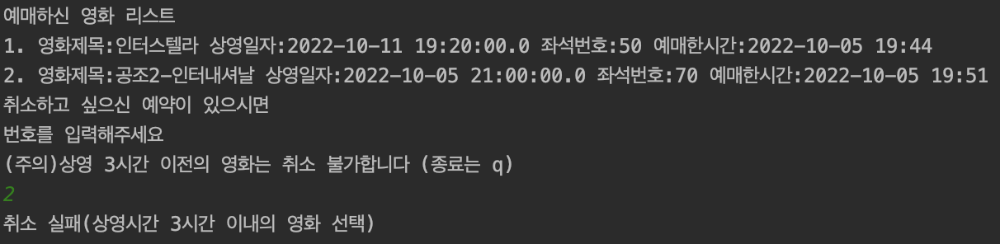 예매하신 영화 리스트
1. 영화제목:인터스텔라 상영일자:2022-10-11 19:20:00.0 좌석번호:50 예매한시간:2022-10-05 19:44
2. 영화제목:공조2-인터내셔날 상영일자:2022-10-05 21:00:00.0 좌석번호:70 예매한시간:2022-10-05 19:51
취소하고 싶으신 예약이 있으시면
번호를 입력해주세요
(주의)상영 3시간 이전의 영화는 취소 불가합니다 (종료는 q)
2
취소 실패(상영시간 3시간 이내의 영화 선택)